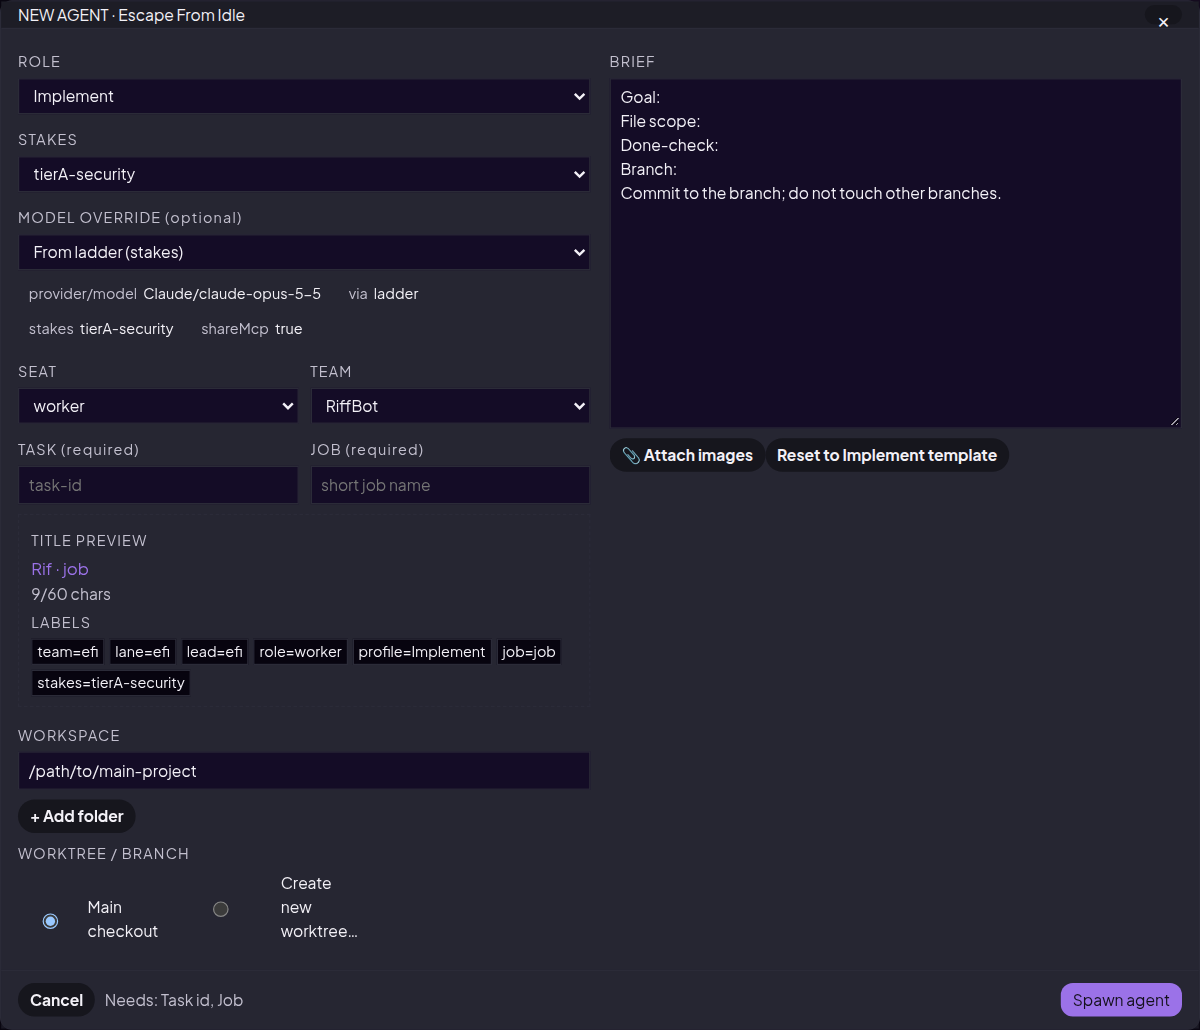 NEW AGENT · Escape From Idle
×
ROLE
Implement
STAKES
tierA-security
MODEL OVERRIDE (optional)
From ladder (stakes)
provider/model Claude/claude-opus-5-5 via ladder
stakes tierA-security shareMcp true
SEAT
worker
TEAM
RiffBot
TASK (required)
task-id
JOB (required)
short job name
TITLE PREVIEW
Rif · job
9/60 chars
LABELS
team=efi lane=efi lead=efi role=worker profile=Implement job=job
stakes=tierA-security
WORKSPACE
/path/to/main-project
+ Add folder
WORKTREE / BRANCH
Main
checkout
Create
new
worktree…
BRIEF
Goal:
File scope:
Done-check:
Branch:
Commit to the branch; do not touch other branches.
📎 Attach images
Reset to Implement template
Cancel
Needs: Task id, Job
Spawn agent